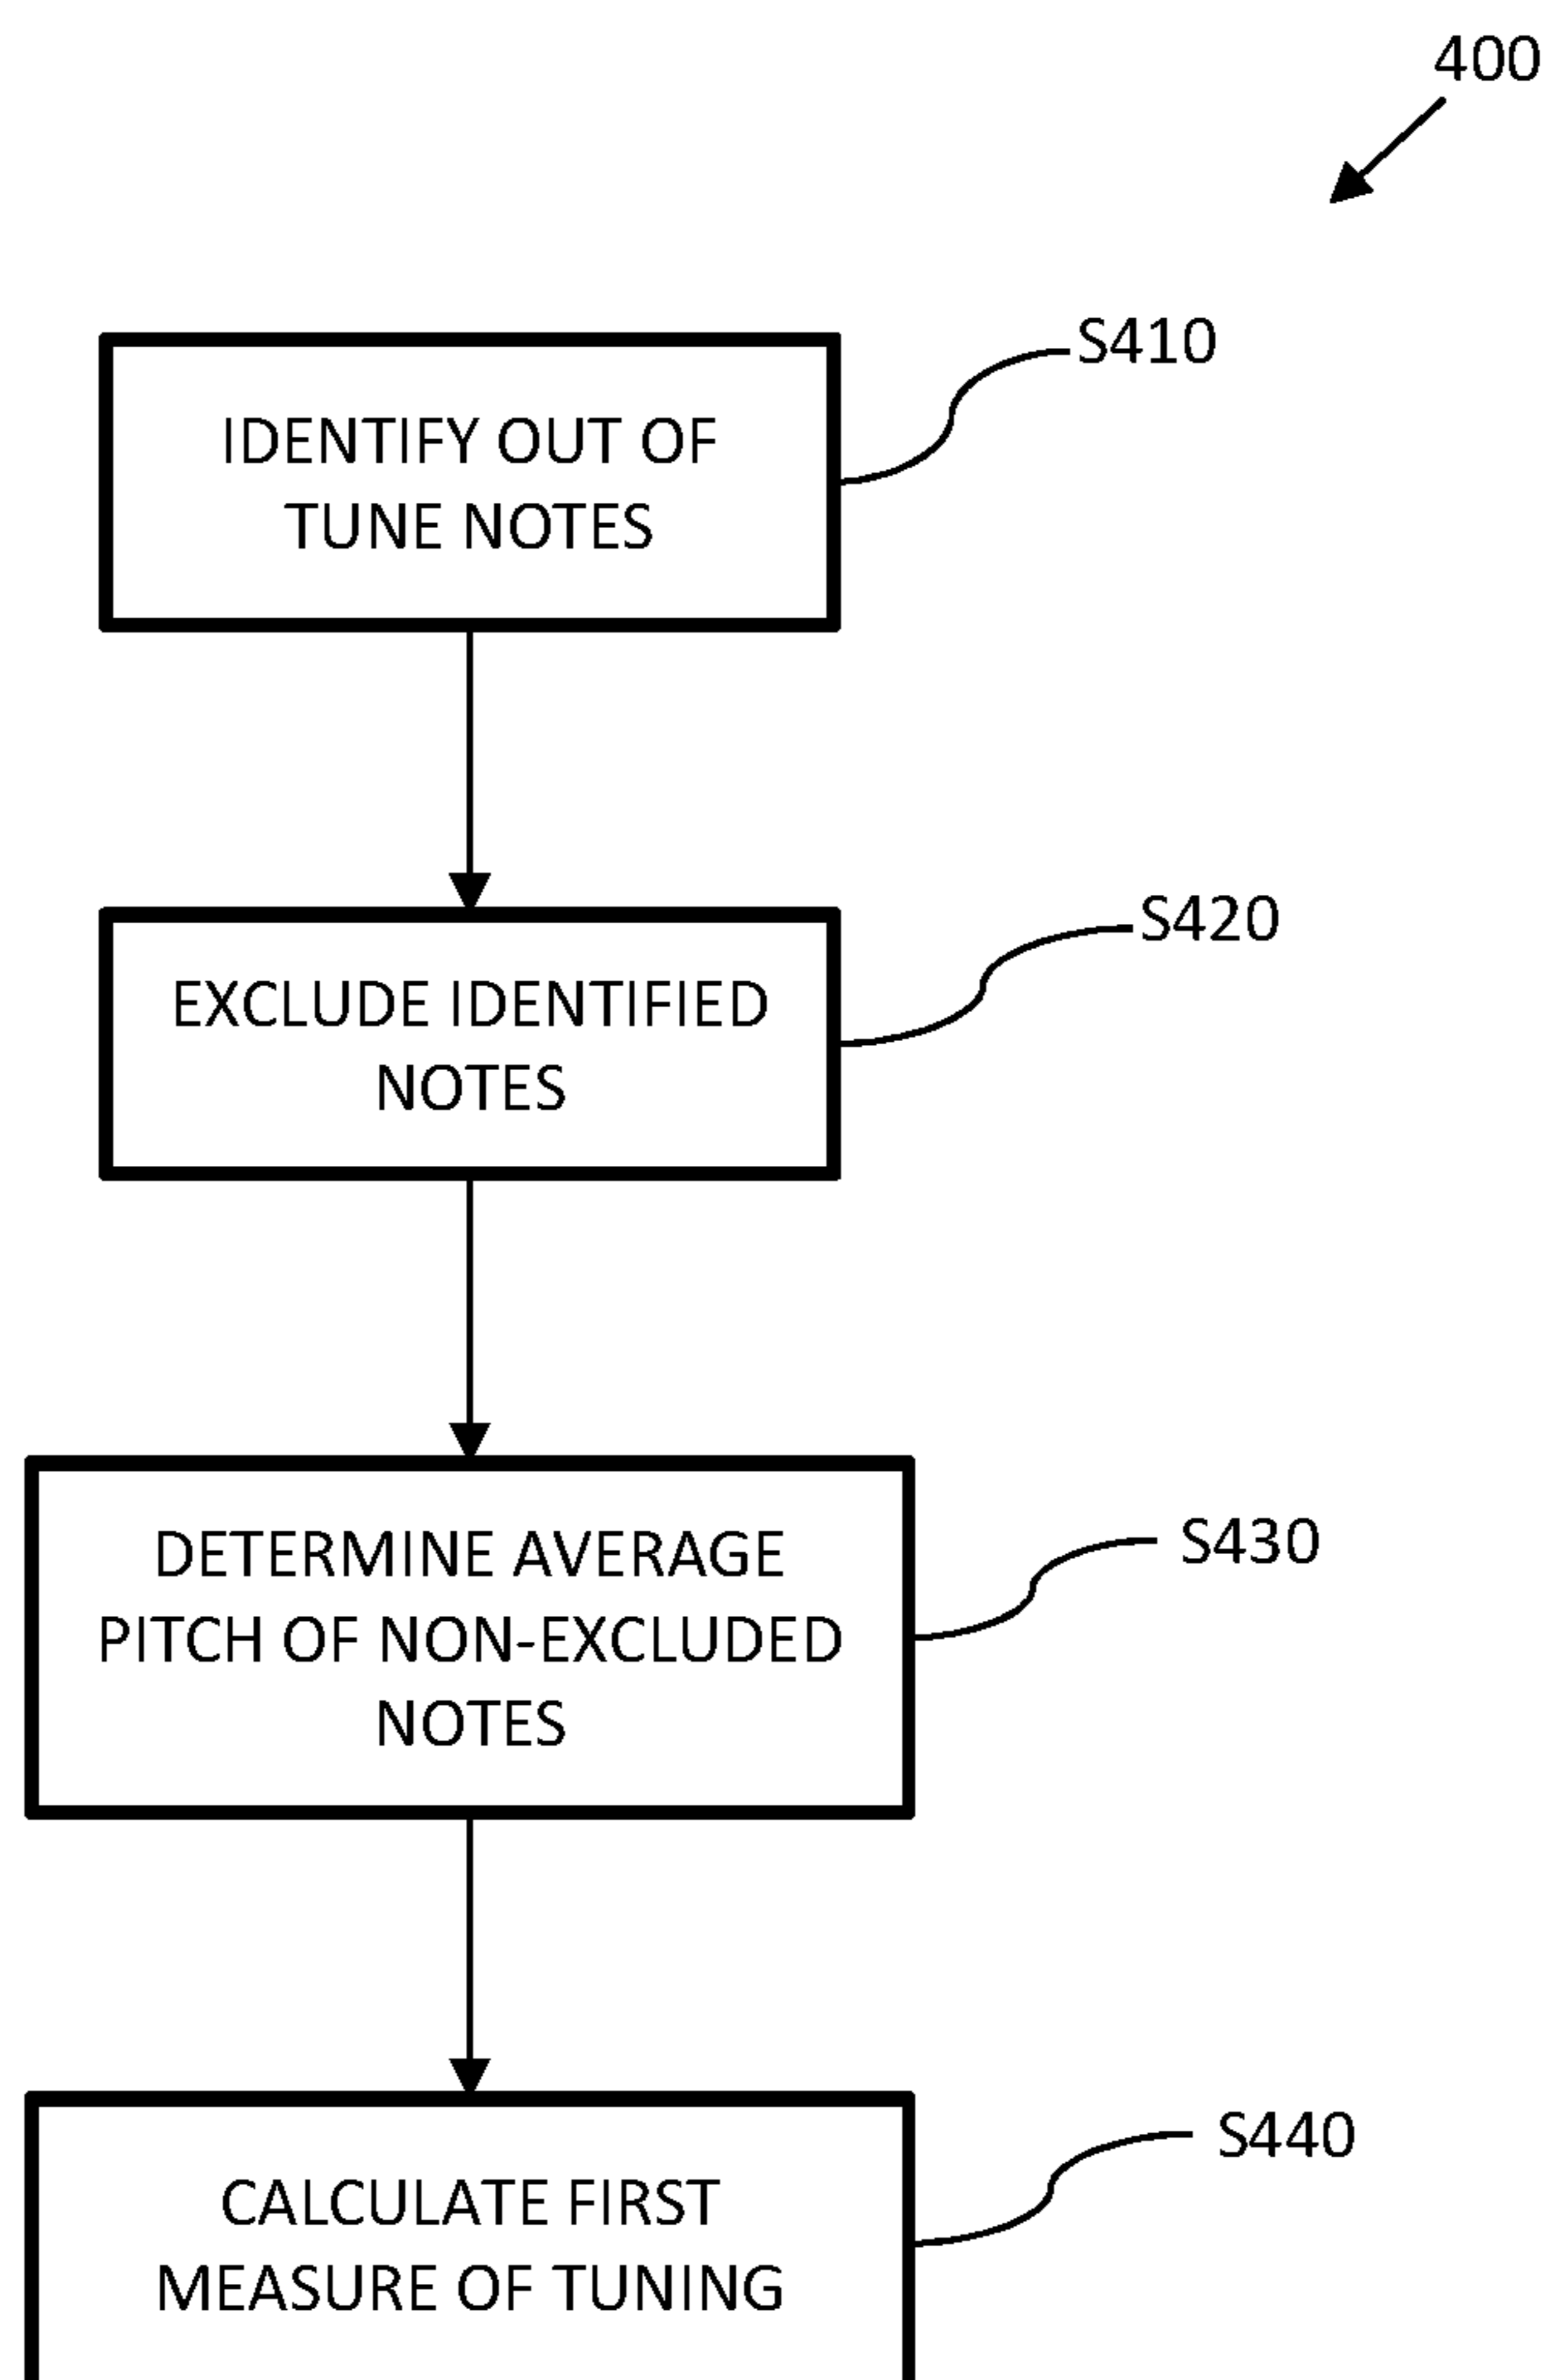 400
S410
IDENTIFY OUT OF
TUNE NOTES
S420
EXCLUDE IDENTIFIED
NOTES
S430
DETERMINE AVERAGE
PITCH OF NON-EXCLUDED
NOTES
S440
CALCULATE FIRST
MEASURE OF TUNING